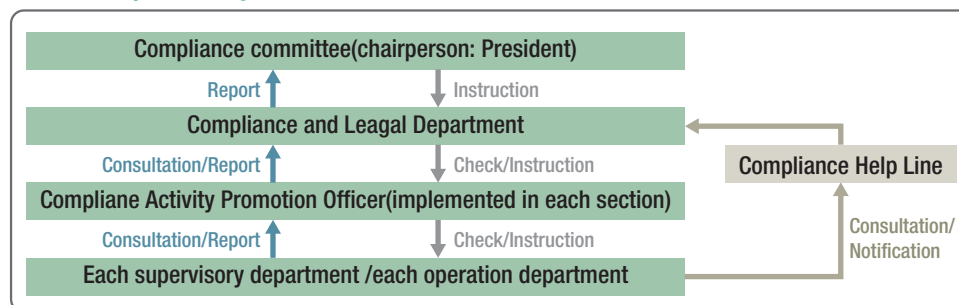 Compliance committee(chairperson: President)
Report
Instruction
Compliance and Leagal Department
Consultation/Report
Check/Instruction
Compliance Help Line
Compliane Activity Promotion Officer(implemented in each section)
Consultation/Report
Check/Instruction
Consultation/
Notification
Each supervisory department /each operation department